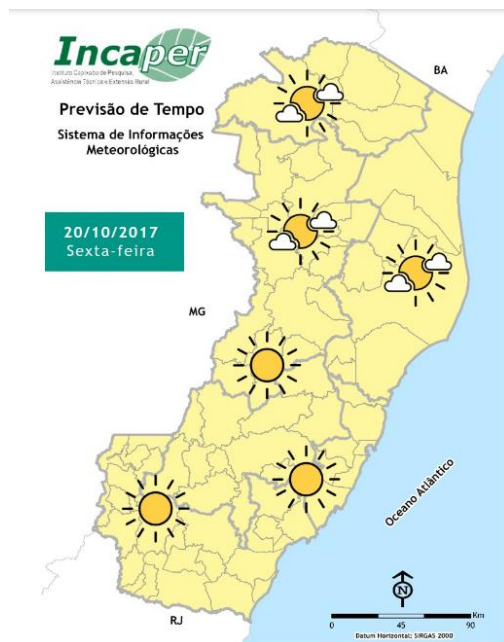 Incaper
Instituto Capixaba de Pesquisa,
Assistência Técnica e Extensão Rural
Previsão de Tempo
Sistema de Informações
Meteorológicas
20/10/2017
Sexta-feira
BA
MG
Oceano Atlântico
RJ
N
Km
0 45 90
Datum Horizontal: SIRGAS 2000